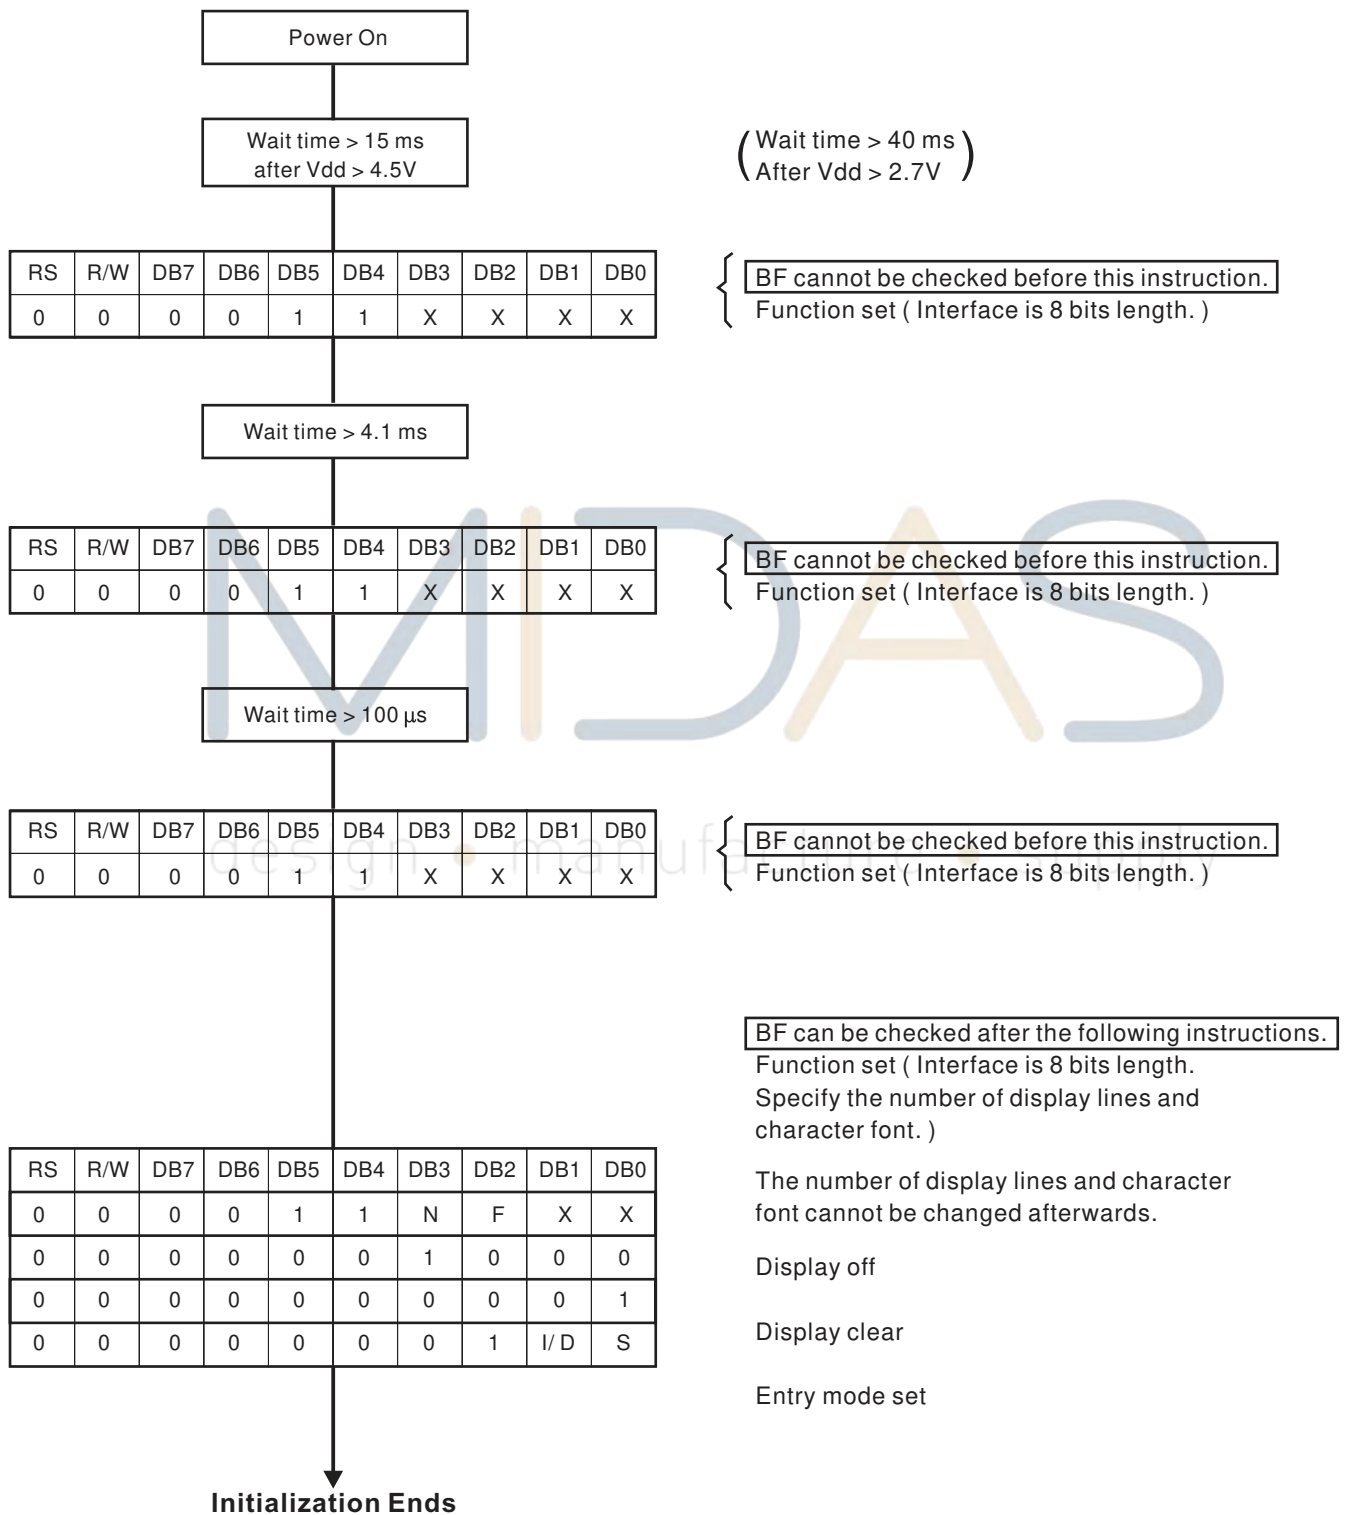 Power On
Wait time > 15 ms
after Vdd > 4.5V
(Wait time > 40 ms
After Vdd > 2.7V)
RS R/W DB7 DB6 DB5 DB4 DB3 DB2 DB1 DB0
0 0 0 0 1 1 X X X X
BF cannot be checked before this instruction.
Function set ( Interface is 8 bits length. )
Wait time > 4.1 ms
RS R/W DB7 DB6 DB5 DB4 DB3 DB2 DB1 DB0
0 0 0 0 1 1 X X X X
BF cannot be checked before this instruction.
Function set ( Interface is 8 bits length. )
MIDAS
Wait time > 100 µs
RS R/W DB7 DB6 DB5 DB4 DB3 DB2 DB1 DB0
0 0 0 0 1 1 X X X X
BF cannot be checked before this instruction.
Function set ( Interface is 8 bits length. )
design • manufacture • supply
BF can be checked after the following instructions.
Function set ( Interface is 8 bits length.
Specify the number of display lines and
character font. )
RS R/W DB7 DB6 DB5 DB4 DB3 DB2 DB1 DB0
0 0 0 0 1 1 N F X X
0 0 0 0 0 0 1 0 0 0
0 0 0 0 0 0 0 0 0 1
0 0 0 0 0 0 0 1 I/D S
The number of display lines and character
font cannot be changed afterwards.
Display off
Display clear
Entry mode set
Initialization Ends